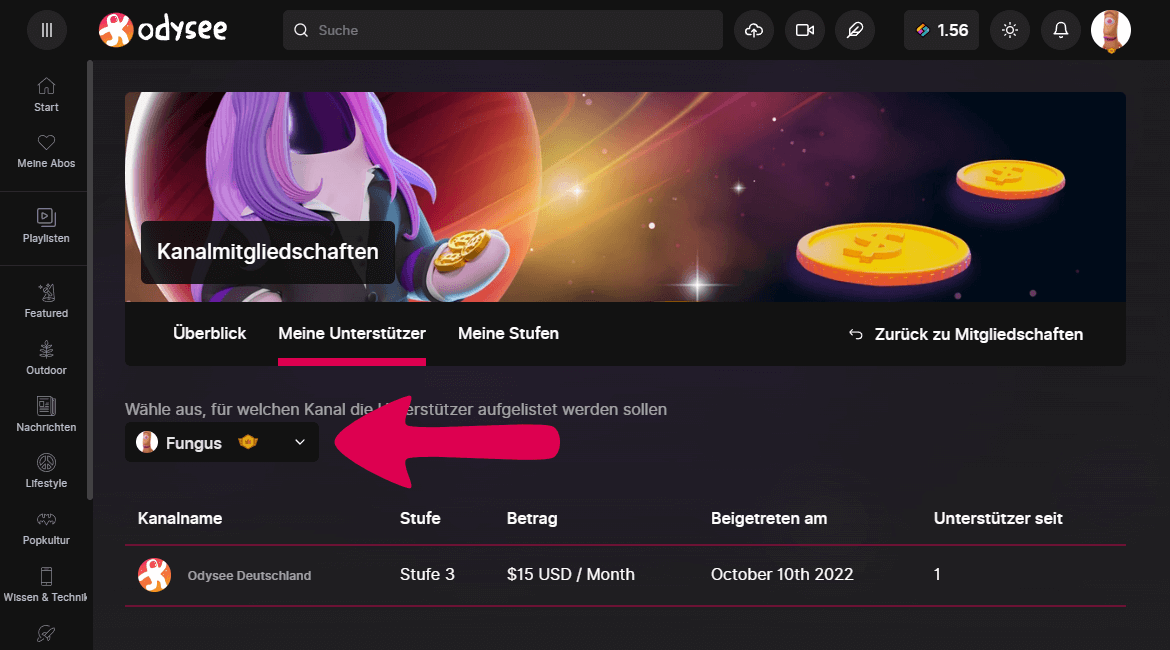 odysee
Suche
1.56
Start
Meine Abos
Playlisten
Featured
Outdoor
Nachrichten
Lifestyle
Popkultur
Wissen & Technik
Kanalmitgliedschaften
Überblick
Meine Unterstützer
Meine Stufen
Zurück zu Mitgliedschaften
Wähle aus, für welchen Kanal die Unterstützer aufgelistet werden sollen
Fungus
Kanalname Stufe Betrag Beigetreten am Unterstützer seit
Odysee Deutschland Stufe 3 $15 USD / Month October 10th 2022 1